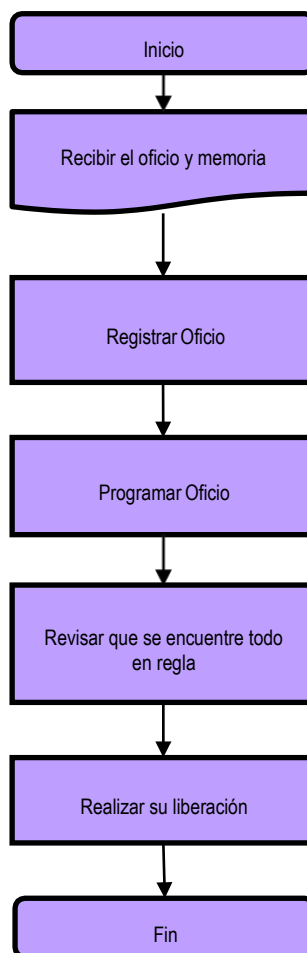 Inicio
Recibir el oficio y memoria
Registrar Oficio
Programar Oficio
Revisar que se encuentre todo
en regla
Realizar su liberación
Fin